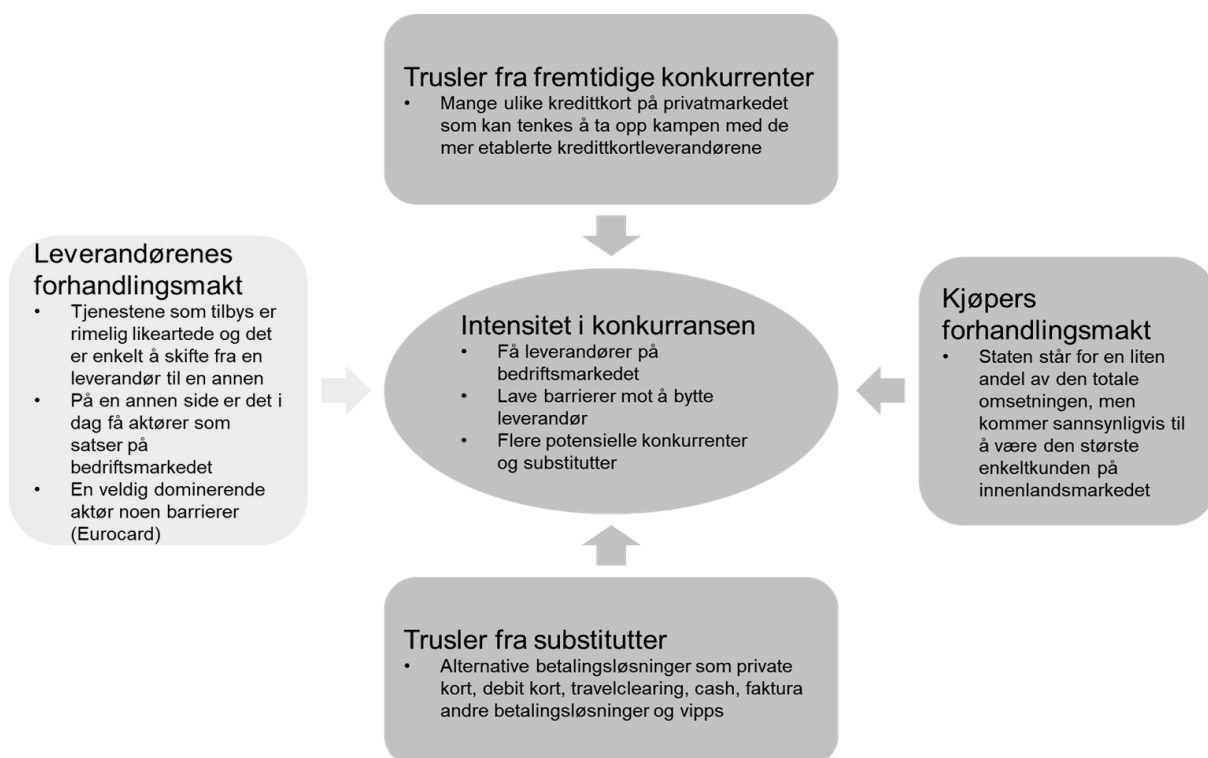 Trusler fra fremtidige konkurrenter
• Mange ulike kredittkort på privatmarkedet
som kan tenkes å ta opp kampen med de
mer etablerte kredittkortleverandørene
Leverandørenes
forhandlingsmakt
• Tjenestene som tilbys er
rimelig likeartede og det
er enkelt å skifte fra en
leverandør til en annen
• På en annen side er det i
dag få aktører som
satser på
bedriftsmarkedet
• En veldig dominerende
aktør noen barrierer
(Eurocard)
Intensitet i konkurransen
• Få leverandører på
bedriftsmarkedet
• Lave barrierer mot å bytte
leverandør
• Flere potensielle konkurrenter
og substitutter
Kjøpers
forhandlingsmakt
• Staten står for en liten
andel av den totale
omsetningen, men
kommer sannsynligvis til
å være den største
enkeltkunden på
innenlandsmarkedet
Trusler fra substitutter
• Alternative betalingsløsninger som private
kort, debit kort, travelclearing, cash, faktura
andre betalingsløsninger og vipps